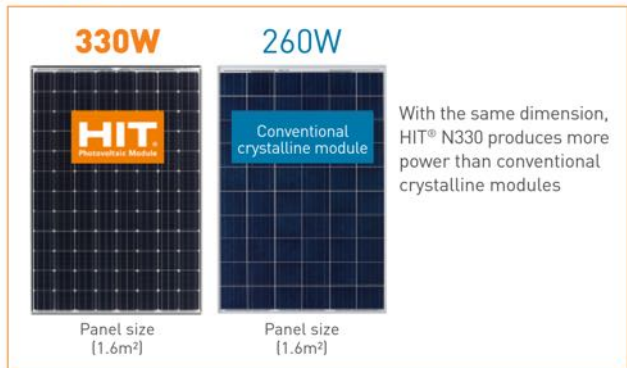 330W
260W
HIT®
Photovoltaic Module
Conventional
crystalline module
With the same dimension,
HIT® N330 produces more
power than conventional
crystalline modules
Panel size
(1.6m²)
Panel size
(1.6m²)